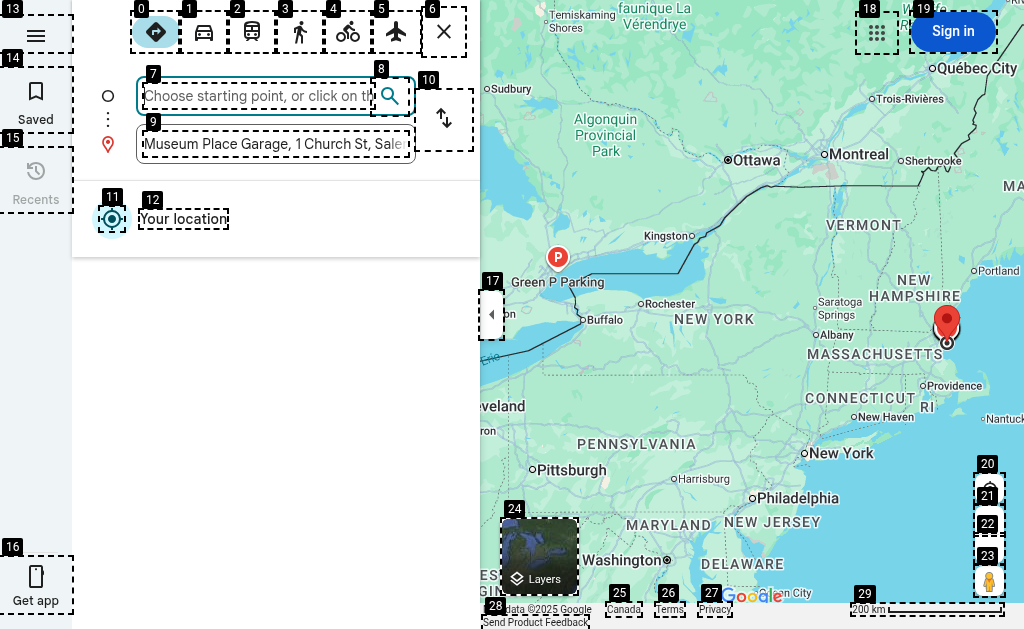 Saved
Recents
Get app
Choose starting point, or click on th
Museum Place Garage, 1 Church St, Sale
Your location
Sign in
faunique La
Vérendrye
Temiskaming
Shores
Québec City
Sudbury
Trois-Rivières
Algonquin
Provincial
Park
Ottawa
Montreal
Sherbrooke
MA
VERMONT
Kingston
Green P Parking
Portland
NEW
HAMPSHIRE
Rochester
Saratoga
Springs
on
Buffalo
NEW YORK
Albany
Erie
MASSACHUSETTS
Providence
CONNECTICUT
RI
eveland
New Haven
Nantuck
ron
PENNSYLVANIA
New York
Pittsburgh
Harrisburg
Philadelphia
MARYLAND
NEW JERSEY
Washington
DELAWARE
Layers
Google
data ©2025 Google
Canada
Terms
Privacy
200 km
Send Product Feedback
0
1
2
3
4
5
6
7
8
9
10
11
12
13
14
15
16
17
18
19
20
21
22
23
24
25
26
27
28
29